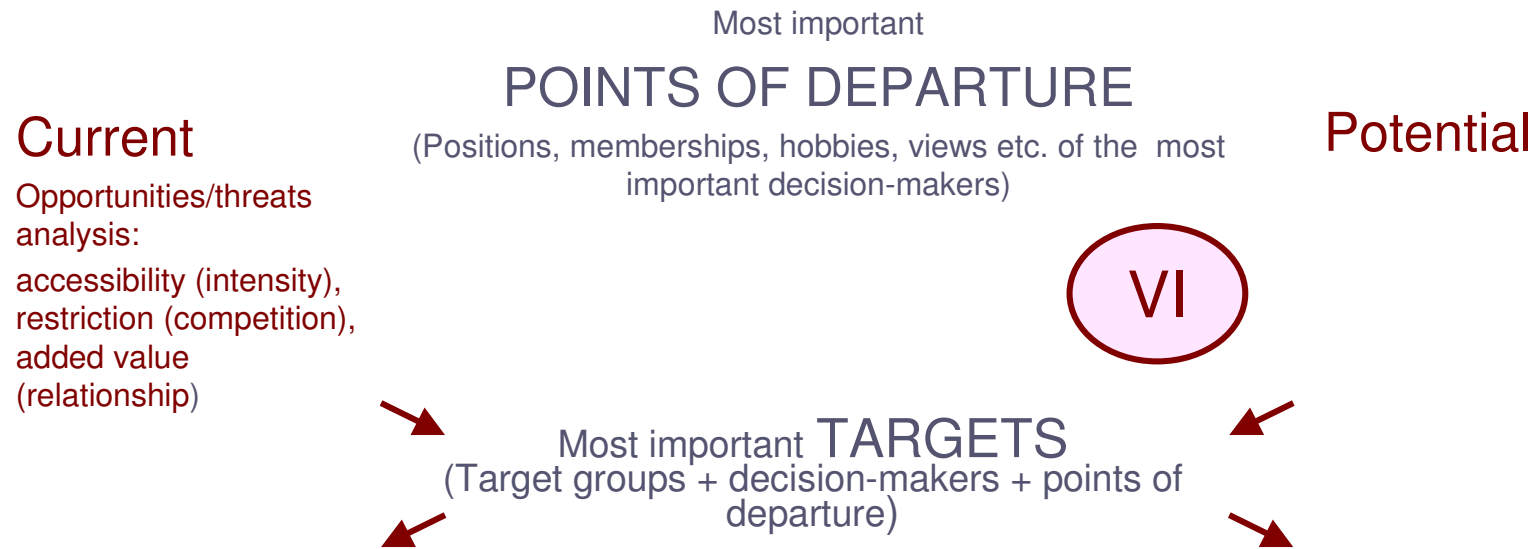 Most important
POINTS OF DEPARTURE
(Positions, memberships, hobbies, views etc. of the most
important decision-makers)
Current
Opportunities/threats
analysis:
accessibility (intensity),
restriction (competition),
added value
(relationship)
Potential
VI
Most important TARGETS
(Target groups + decision-makers + points of
departure)